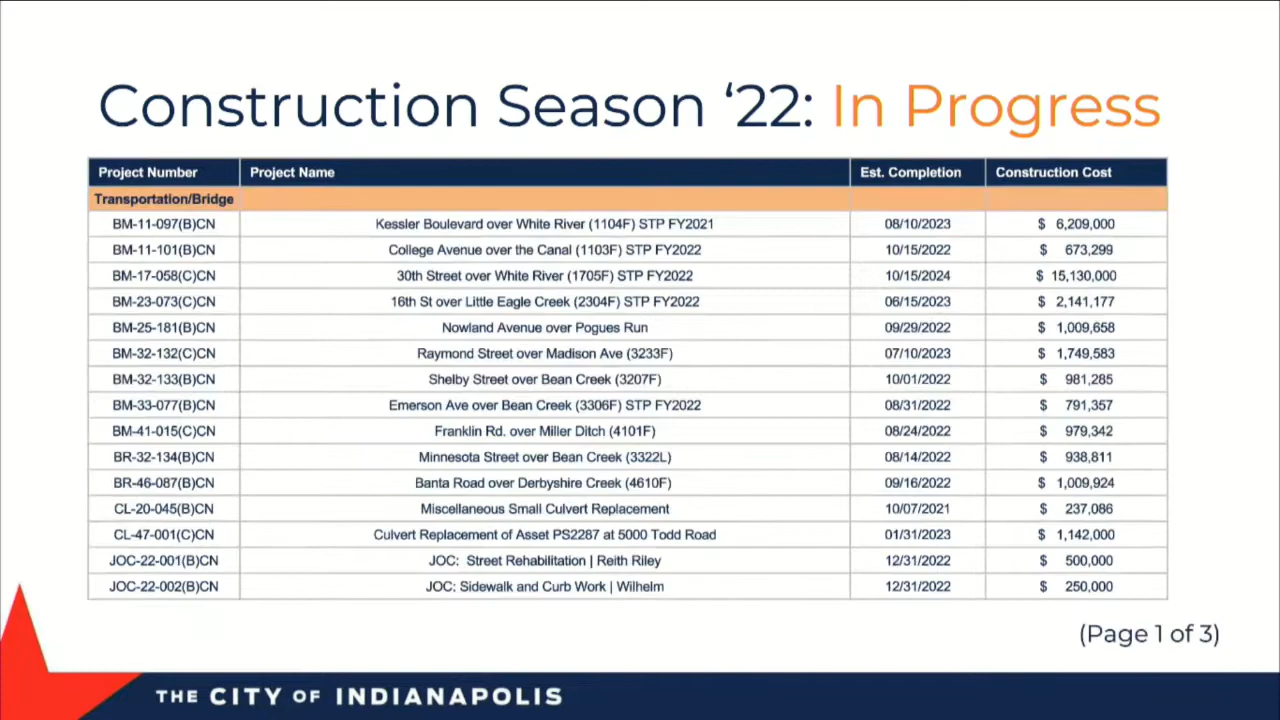 Construction Season ‘22: In Progress
Project Number Project Name Est. Completion Construction Cost
Transportation/Bridge
BM-11-097(B)CN Kessler Boulevard over White River (1104F) STP FY2021 08/10/2023 $ 6,209,000
BM-11-101(B)CN College Avenue over the Canal (1103F) STP FY2022 10/15/2022 $ 673,299
BM-17-058(C)CN 30th Street over White River (1705F) STP FY2022 10/15/2024 $ 15,130,000
BM-23-073(C)CN 16th St over Little Eagle Creek (2304F) STP FY2022 06/15/2023 $ 2,141,177
BM-25-181(B)CN Nowland Avenue over Pogues Run 09/29/2022 $ 1,009,658
BM-32-132(C)CN Raymond Street over Madison Ave (3233F) 07/10/2023 $ 1,749,583
BM-32-133(B)CN Shelby Street over Bean Creek (3207F) 10/01/2022 $ 981,285
BM-33-077(B)CN Emerson Ave over Bean Creek (3306F) STP FY2022 08/31/2022 $ 791,357
BM-41-015(C)CN Franklin Rd. over Miller Ditch (4101F) 08/24/2022 $ 979,342
BR-32-134(B)CN Minnesota Street over Bean Creek (3322L) 08/14/2022 $ 938,811
BR-46-087(B)CN Banta Road over Derbyshire Creek (4610F) 09/16/2022 $ 1,009,924
CL-20-045(B)CN Miscellaneous Small Culvert Replacement 10/07/2021 $ 237,086
CL-47-001(C)CN Culvert Replacement of Asset PS2287 at 5000 Todd Road 01/31/2023 $ 1,142,000
JOC-22-001(B)CN JOC: Street Rehabilitation | Reith Riley 12/31/2022 $ 500,000
JOC-22-002(B)CN JOC: Sidewalk and Curb Work | Wilhelm 12/31/2022 $ 250,000
(Page 1 of 3)
THE CITY OF INDIANAPOLIS